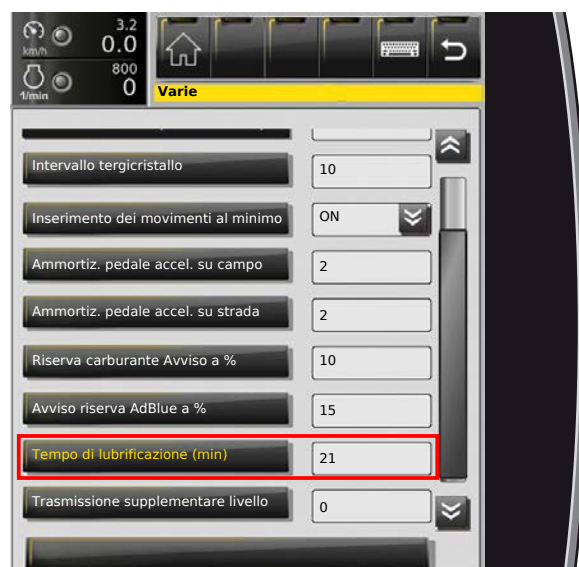 3.2
km/h
0.0
800
1/min
0
Varie
Intervallo tergicristallo
10
Inserimento dei movimenti al minimo
ON
Ammortiz. pedale accel. su campo
2
Ammortiz. pedale accel. su strada
2
Riserva carburante Avviso a %
10
Avviso riserva AdBlue a %
15
Tempo di lubrificazione (min)
21
Trasmissione supplementare livello
0